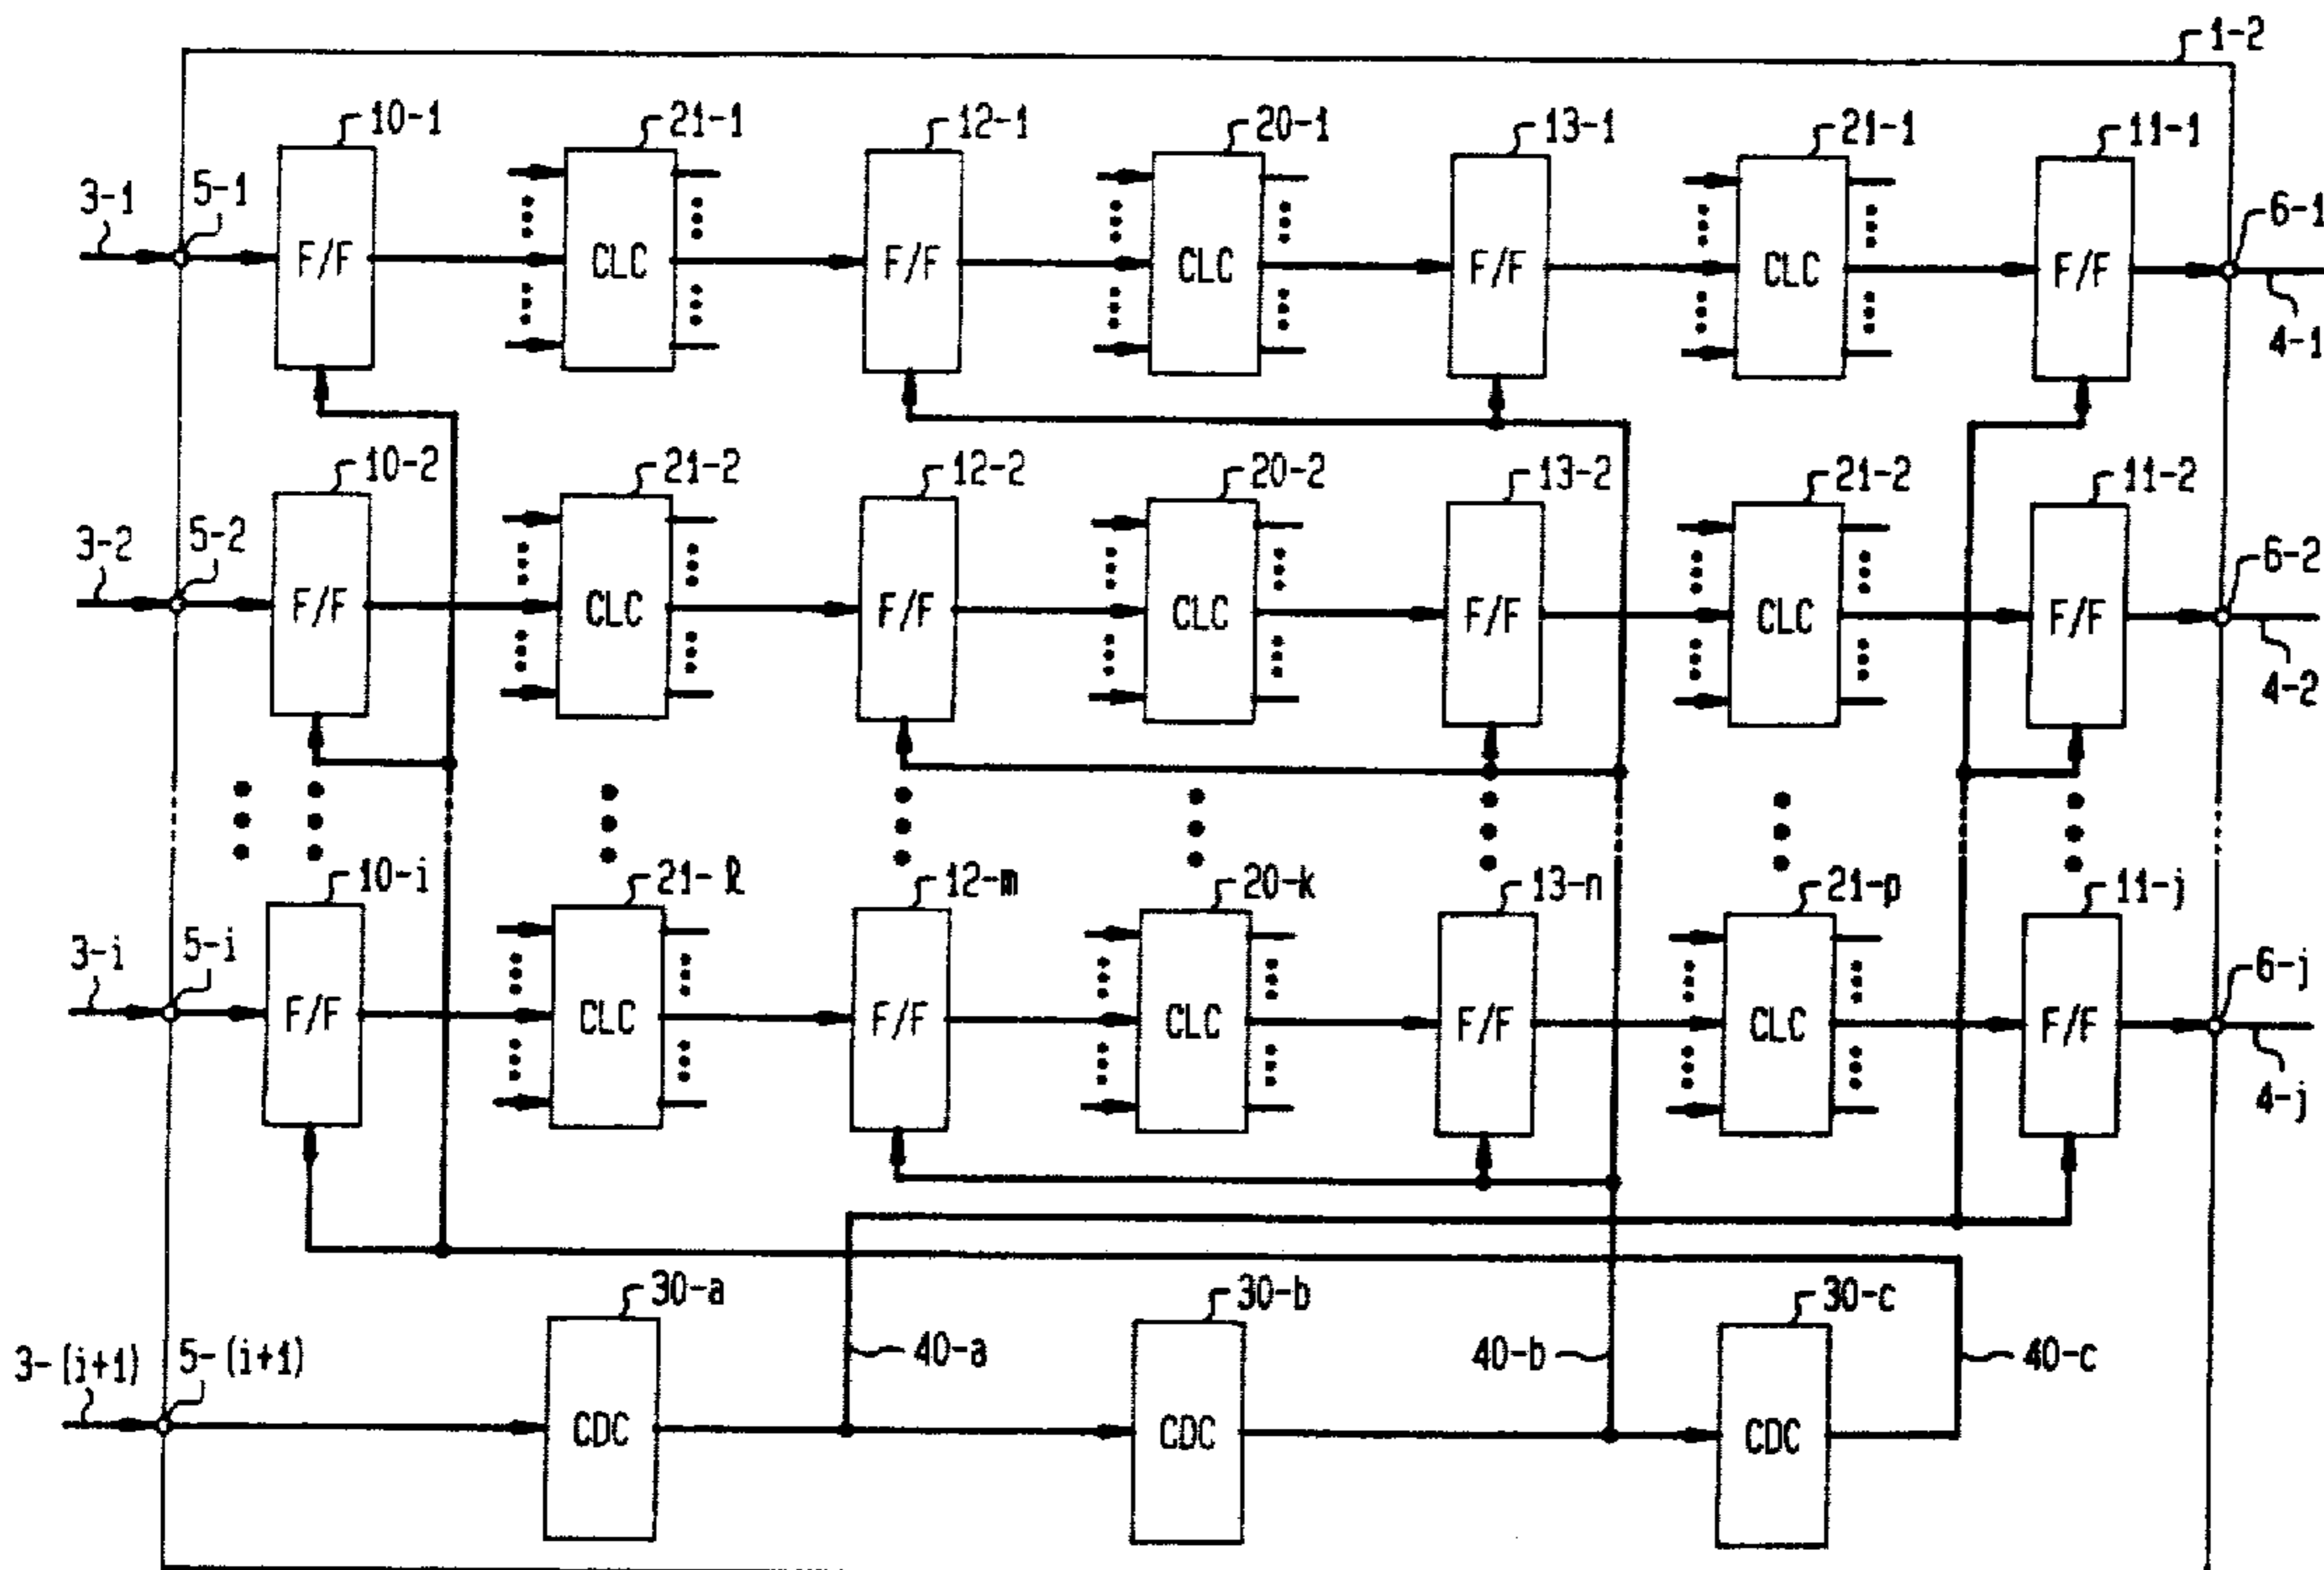 1-2
10-1 21-1 12-1 20-1 13-1 21-1 11-1
3-1 5-1 F/F CLC F/F CLC F/F CLC F/F 6-1
4-1
10-2 21-2 12-2 20-2 13-2 21-2 11-2
3-2 5-2 F/F CLC F/F CLC F/F CLC F/F 6-2
4-2
10-i 21-ℓ 12-m 20-k 13-n 21-p 11-j
3-i 5-i F/F CLC F/F CLC F/F CLC F/F 6-j
4-j
30-a 30-b 30-c
3-(i+1) 5-(i+1) 40-a 40-b 40-c
CDC CDC CDC